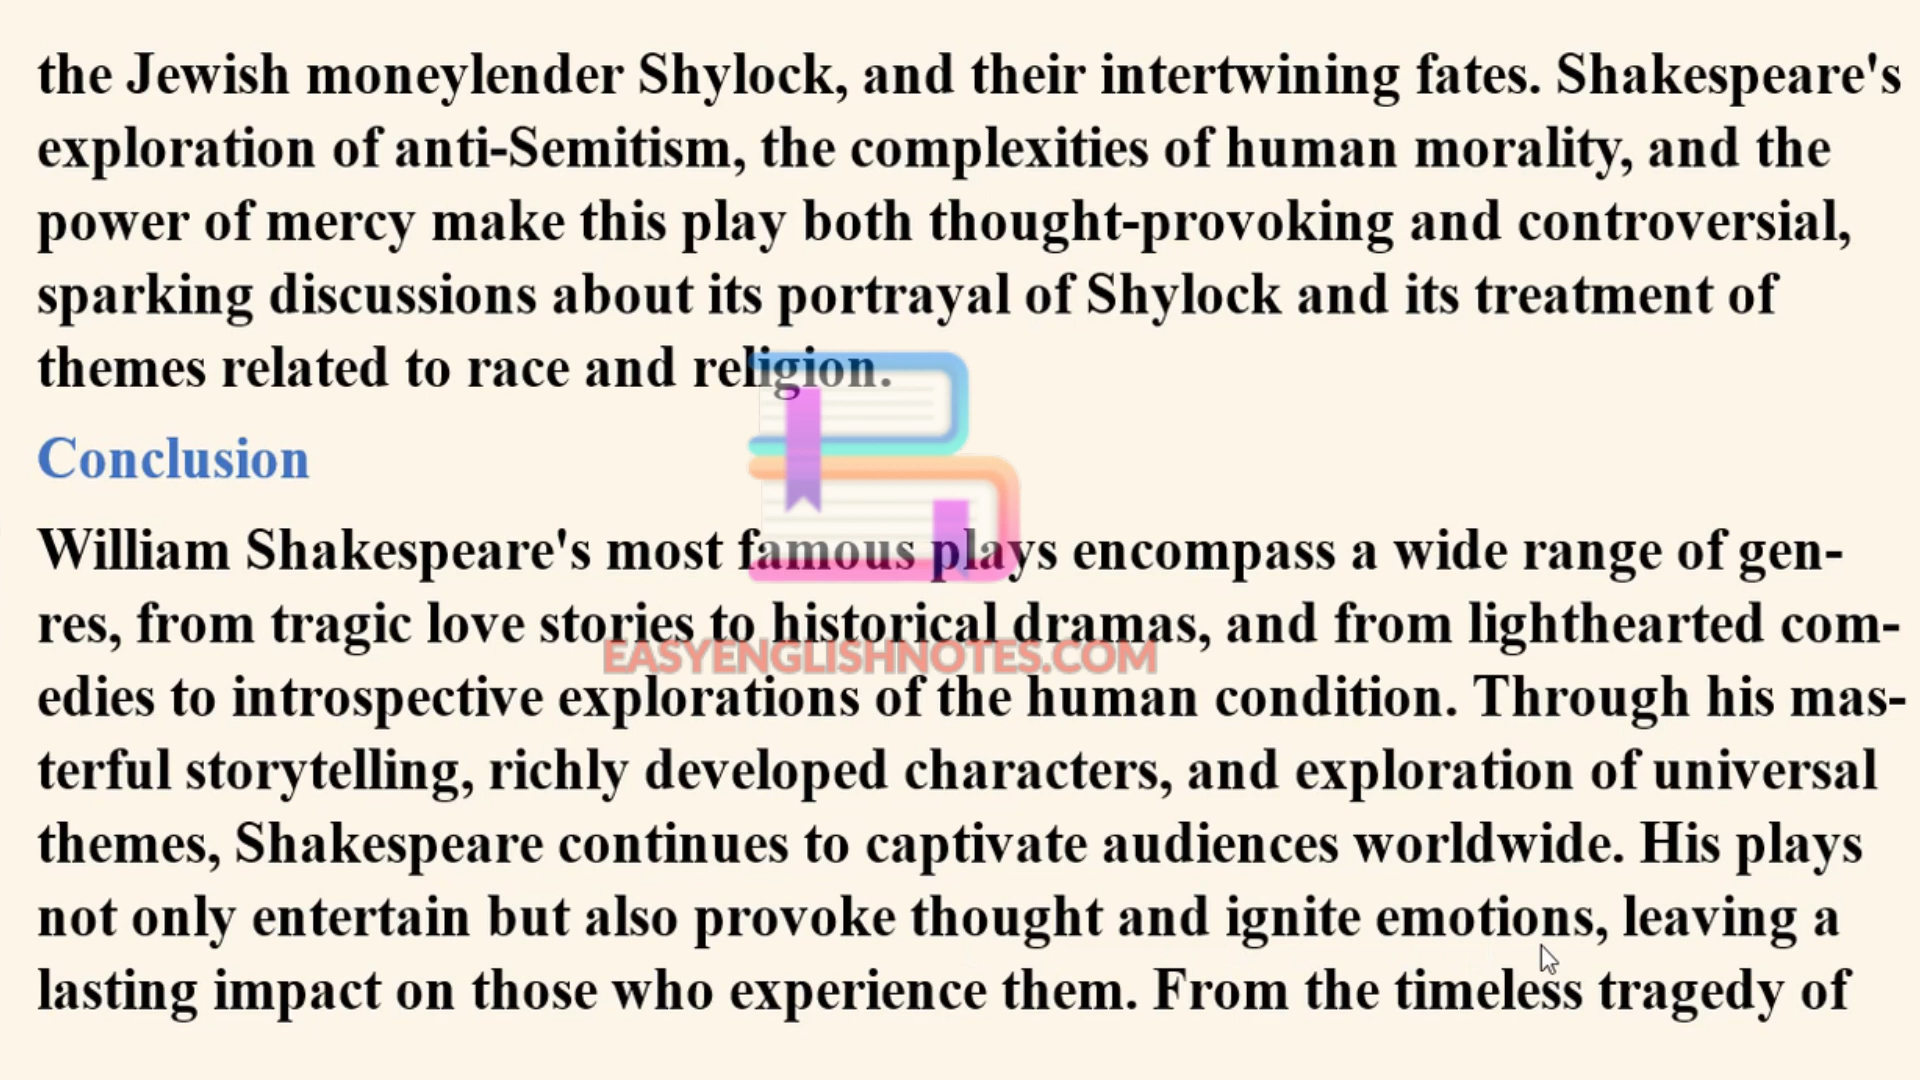 the Jewish moneylender Shylock, and their intertwining fates. Shakespeare's
exploration of anti-Semitism, the complexities of human morality, and the
power of mercy make this play both thought-provoking and controversial,
sparking discussions about its portrayal of Shylock and its treatment of
themes related to race and religion.
Conclusion
William Shakespeare's most famous plays encompass a wide range of gen-
res, from tragic love stories to historical dramas, and from lighthearted com-
EASYENGLISHNOTES.COM
edies to introspective explorations of the human condition. Through his mas-
terful storytelling, richly developed characters, and exploration of universal
themes, Shakespeare continues to captivate audiences worldwide. His plays
not only entertain but also provoke thought and ignite emotions, leaving a
lasting impact on those who experience them. From the timeless tragedy of